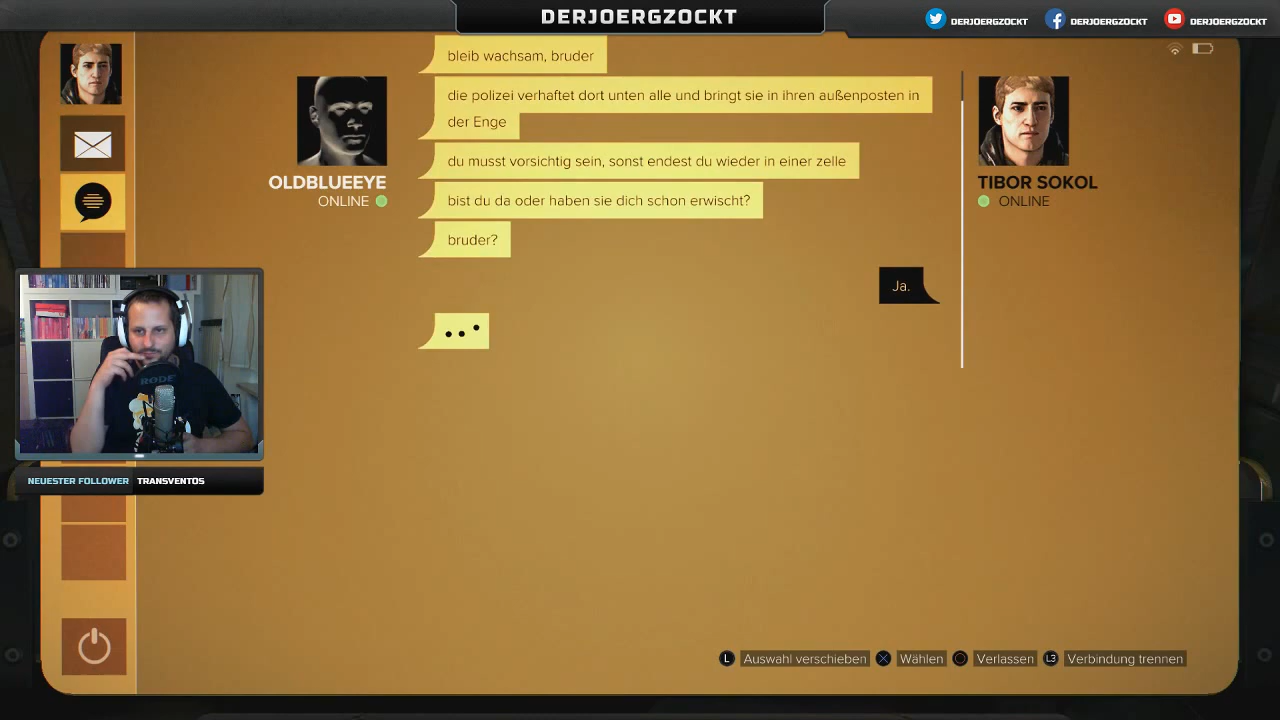 DERJOERGZOCKT
DERJOERGZOCKT
DERJOERGZOCKT
DERJOERGZOCKT
bleib wachsam, bruder
die polizei verhaftet dort unten alle und bringt sie in ihren außenposten in
der Enge
du musst vorsichtig sein, sonst endest du wieder in einer zelle
OLDBLUEEYE
ONLINE
TIBOR SOKOL
ONLINE
bist du da oder haben sie dich schon erwischt?
bruder?
Ja.
RODE
NEUESTER FOLLOWER TRANSVENTOS
L Auswahl verschieben Wählen Verlassen L3 Verbindung trennen